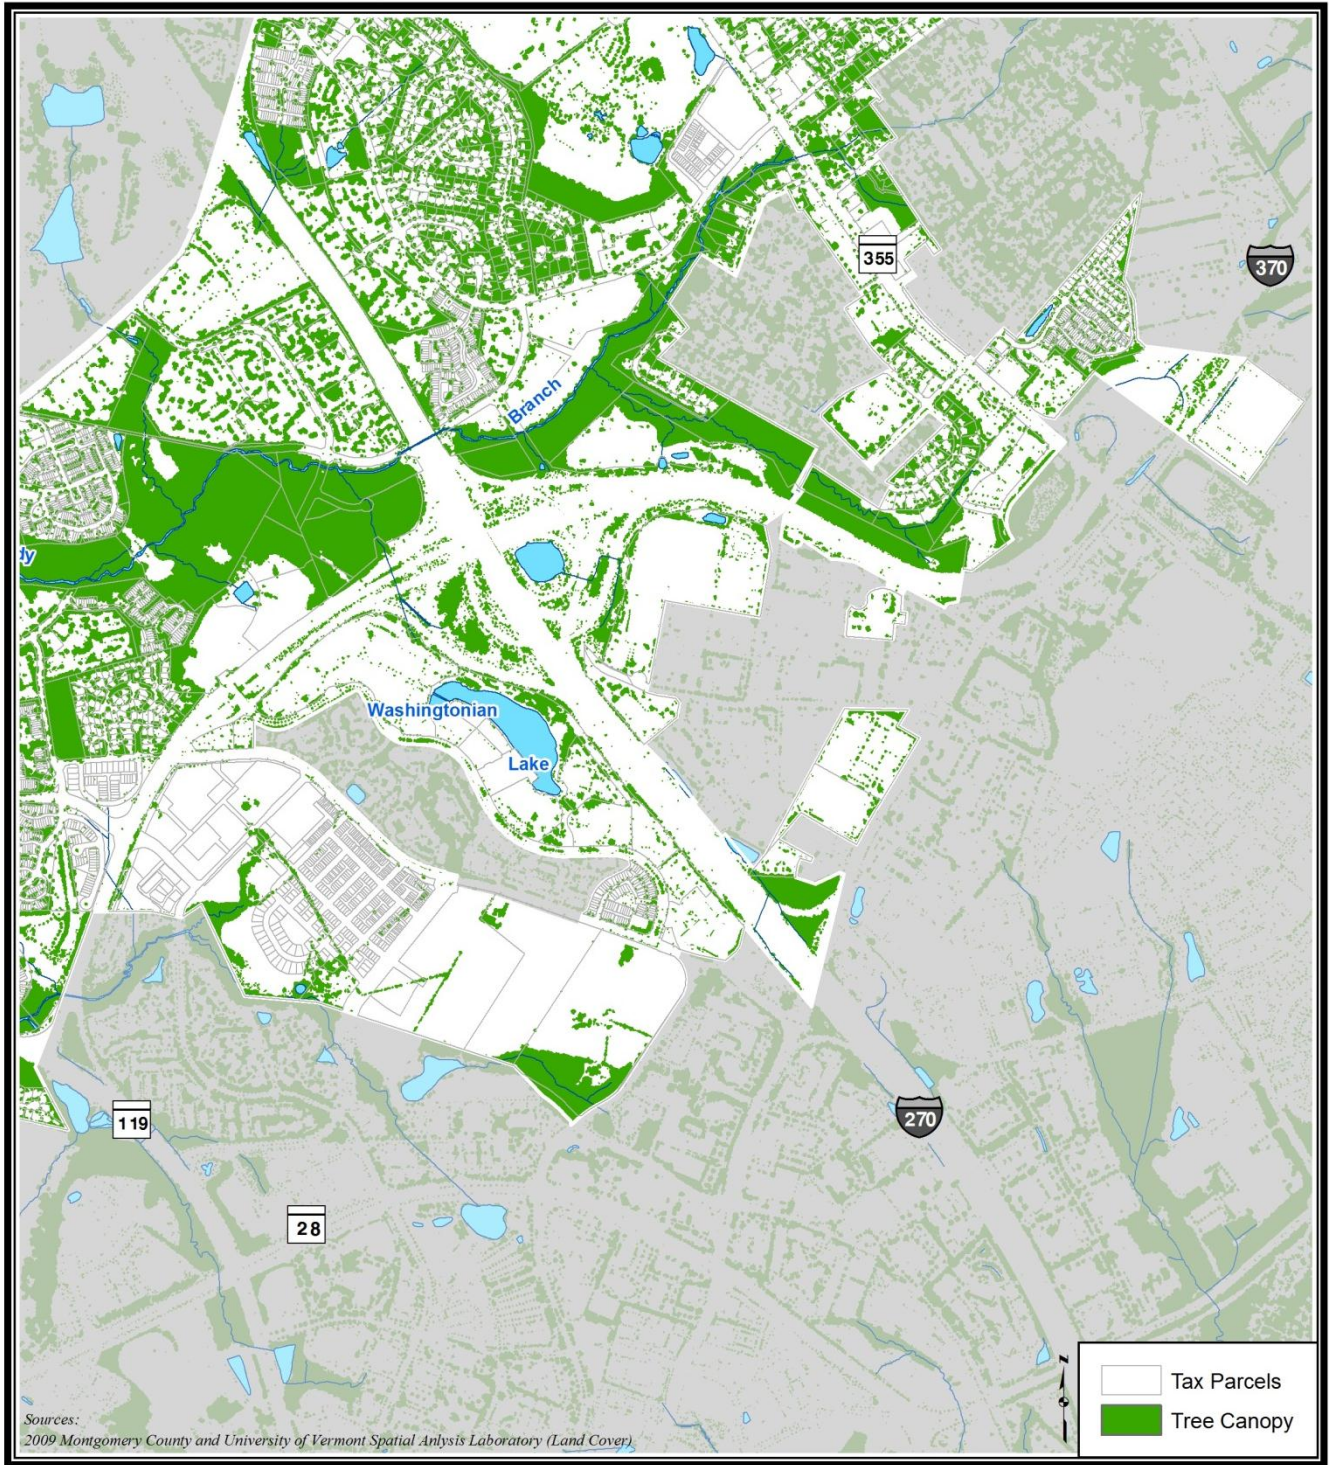 355
370
Branch
dy
Washingtonian
Lake
119
270
28
N
Tax Parcels
Tree Canopy
Sources:
2009 Montgomery County and University of Vermont Spatial Anlysis Laboratory (Land Cover)